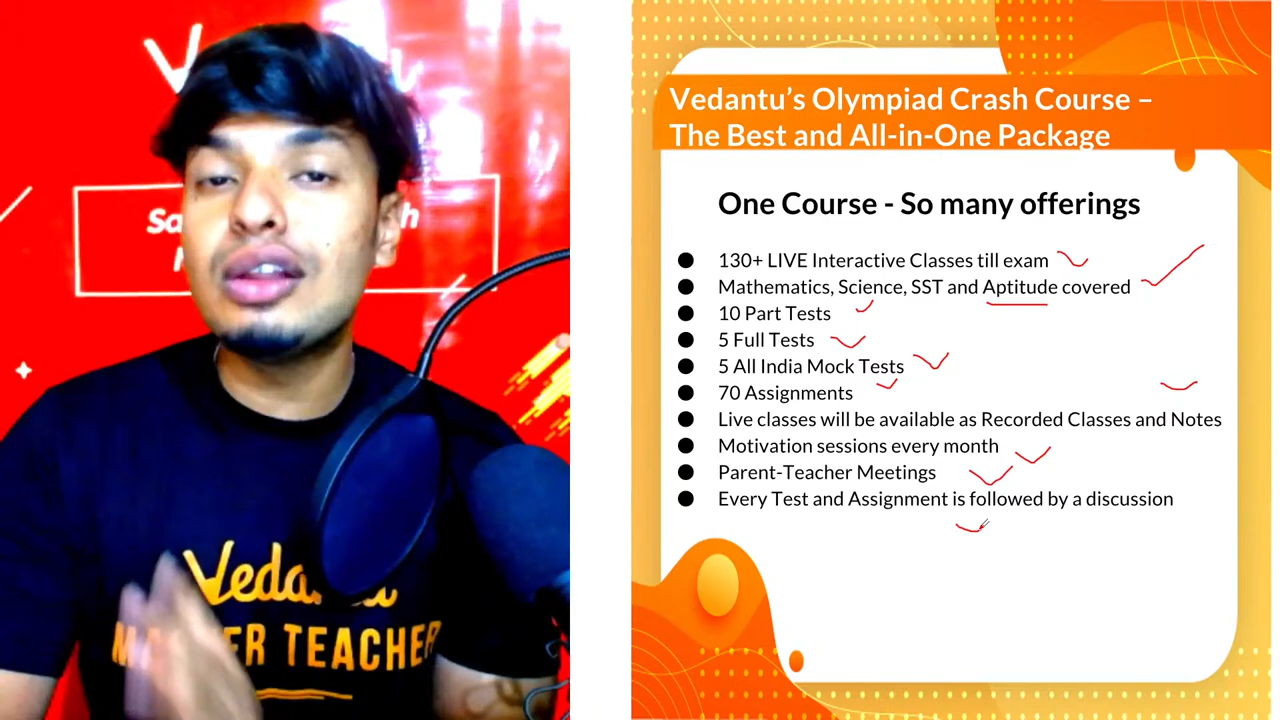 Vedantu's Olympiad Crash Course –
The Best and All-in-One Package
One Course - So many offerings
130+ LIVE Interactive Classes till exam
Mathematics, Science, SST and Aptitude covered
10 Part Tests
5 Full Tests
5 All India Mock Tests
70 Assignments
Live classes will be available as Recorded Classes and Notes
Motivation sessions every month
Parent-Teacher Meetings
Every Test and Assignment is followed by a discussion
TEACHER